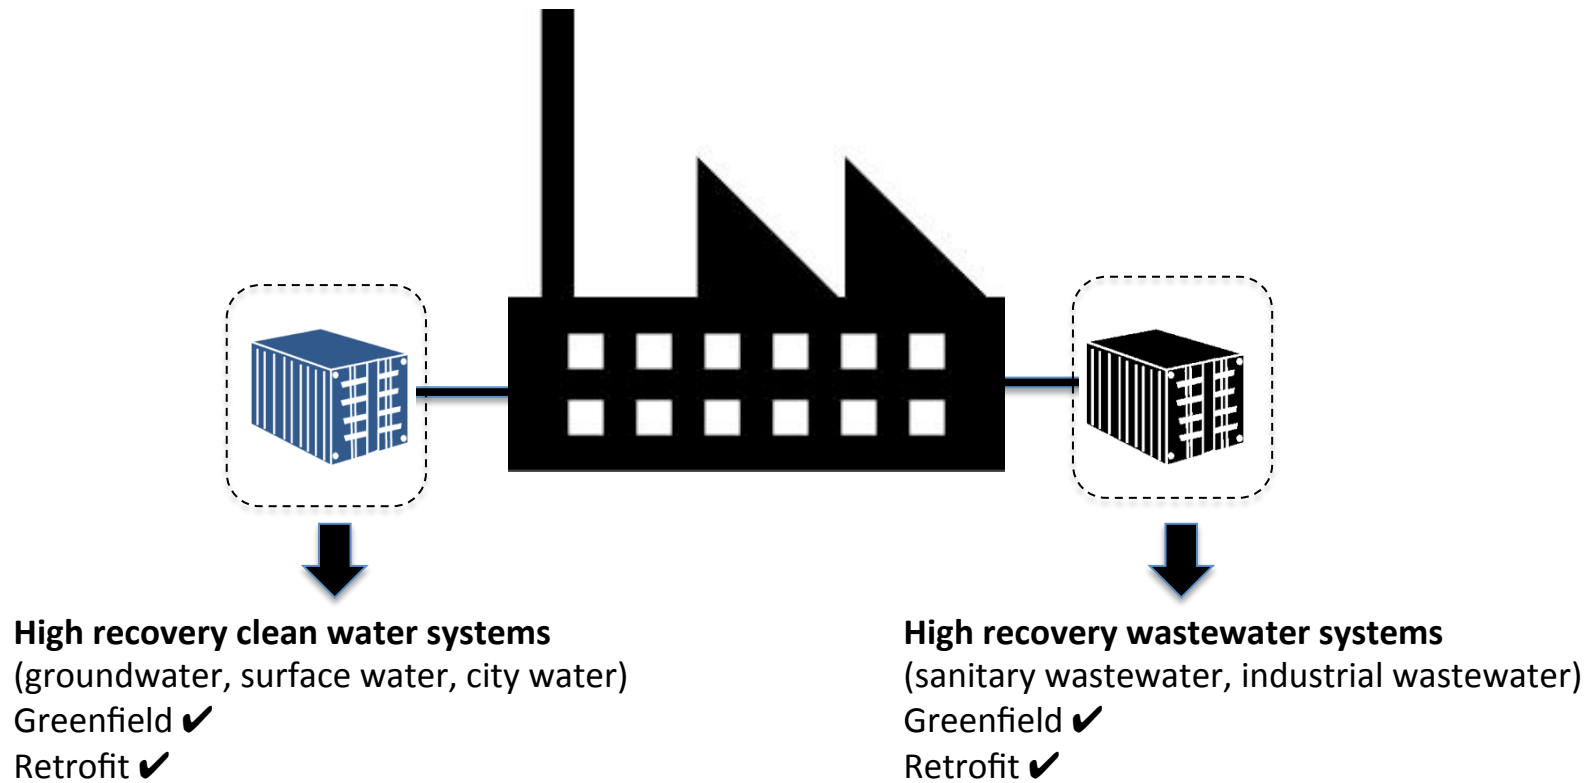 High recovery clean water systems
(groundwater, surface water, city water)
Greenfield ✔
Retrofit ✔
High recovery wastewater systems
(sanitary wastewater, industrial wastewater)
Greenfield ✔
Retrofit ✔